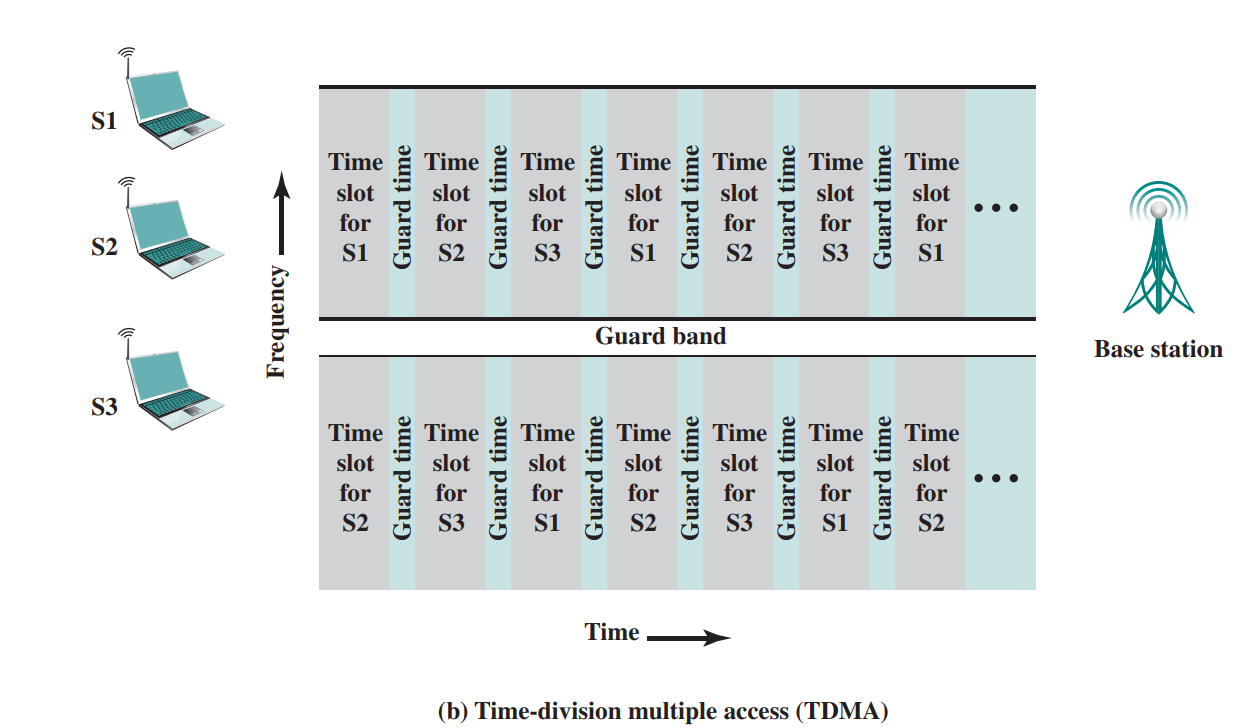 S1
S2
S3
Frequency
Time slot for S1
Guard time
Time slot for S2
Guard time
Time slot for S3
Guard time
Time slot for S1
Guard time
Time slot for S2
Guard time
Time slot for S3
Guard time
Time slot for S1
• • •
Guard band
Time slot for S2
Guard time
Time slot for S3
Guard time
Time slot for S1
Guard time
Time slot for S2
Guard time
Time slot for S3
Guard time
Time slot for S1
Guard time
Time slot for S2
• • •
Base station
Time
(b) Time-division multiple access (TDMA)